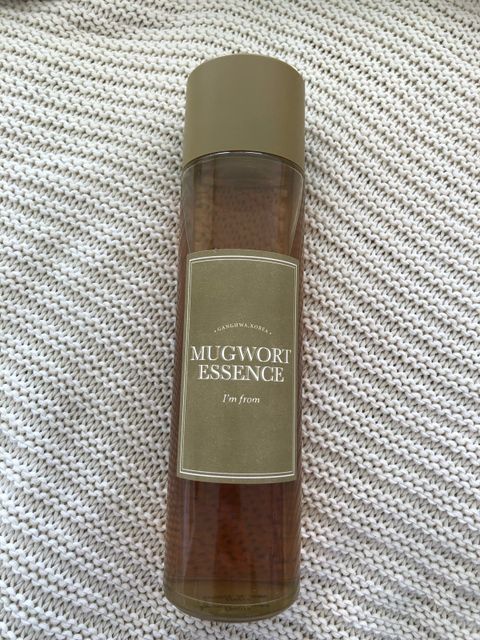 • GANGHWA, KOREA •
MUGWORT
ESSENCE
I'm from